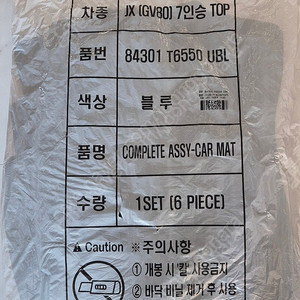 차종 JX (GV80) 7인승 TOP
품번 84301 T6550 UBL
색상 블루
품명 COMPLETE ASSY-CAR MAT
수량 1SET (6 PIECE)
⚠ Caution ※주의사항
① 개봉 시 '칼' 사용금지
② 바닥 비닐 제거 후 사용